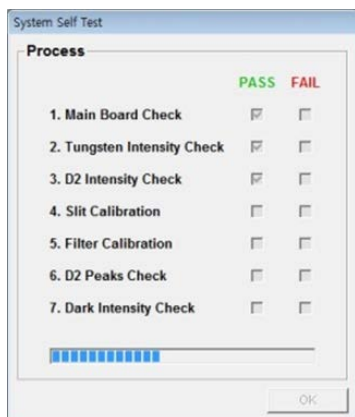 System Self Test
Process
PASS FAIL
1. Main Board Check
2. Tungsten Intensity Check
3. D2 Intensity Check
4. Slit Calibration
5. Filter Calibration
6. D2 Peaks Check
7. Dark Intensity Check
OK